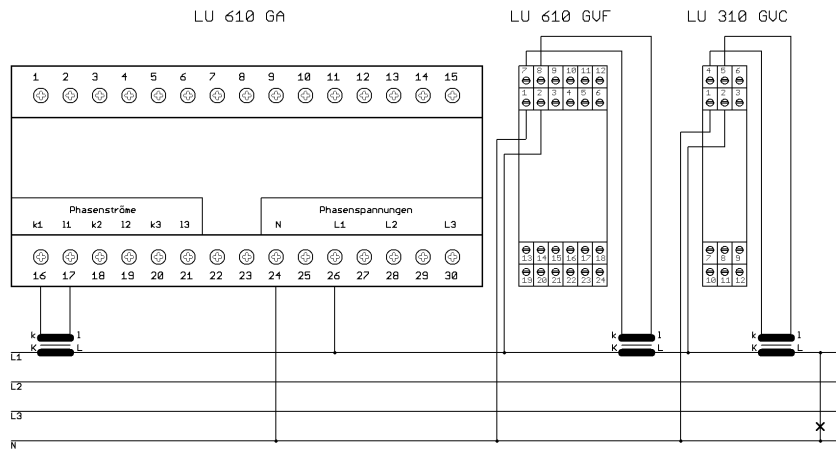 LU 610 GA LU 610 GVF LU 310 GVC
1 2 3 4 5 6 7 8 9 10 11 12 13 14 15
7 8 9 10 11 12
4 5 6
1 2 3 4 5 6
1 2 3
Phasenströme Phasenspannungen
k1 l1 k2 l2 k3 l3 N L1 L2 L3
16 17 18 19 20 21 22 23 24 25 26 27 28 29 30
13 14 15 16 17 18
7 8 9
19 20 21 22 23 24
10 11 12
k l k l k l
K L K L K L
L1
L2
L3
N